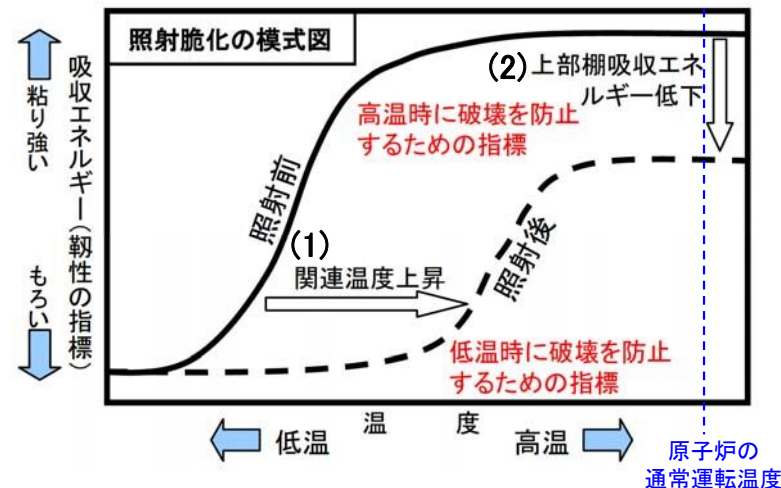 照射脆化の模式図
粘り強い
もろい
吸収エネルギー(靭性の指標)
(1)
関連温度上昇
照射前
照射後
(2)上部棚吸収エネ
ルギー低下
高温時に破壊を防止
するための指標
低温時に破壊を防止
するための指標
低温
温度
高温
原子炉の
通常運転温度